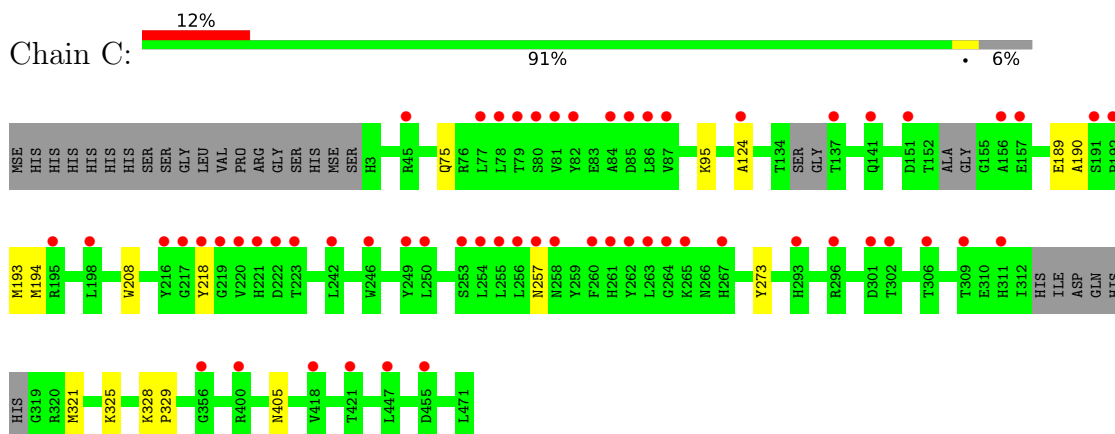 12%
Chain C:
91%
•
6%
MSE HIS HIS HIS HIS HIS HIS SER SER GLY LEU VAL PRO ARG GLY SER HIS MSE SER H3 R45 Q75 R76 L77 L78 T79 S80 V81 Y82 E83 A84 D85 L86 V87 K95 A124 T134 SER GLY T137 Q141 D151 T152 ALA GLY G155 A156 E157 E189 A190 S191
M193 M194 R195 L198 W208 Y216 G217 Y218 G219 V220 H221 D222 T223 L242 W246 Y249 L250 S253 L254 G255 L256 N257 N258 Y259 F260 H261 Y262 L263 G264 K265 N266 H267 Y273 H293 R296 D301 T302 T306 T309 E310 H311 I312 HIS ILE ASP GLN HIS
HIS G319 R320 M321 K325 K328 P329 G356 R400 N405 V418 T421 L447 D455 L471